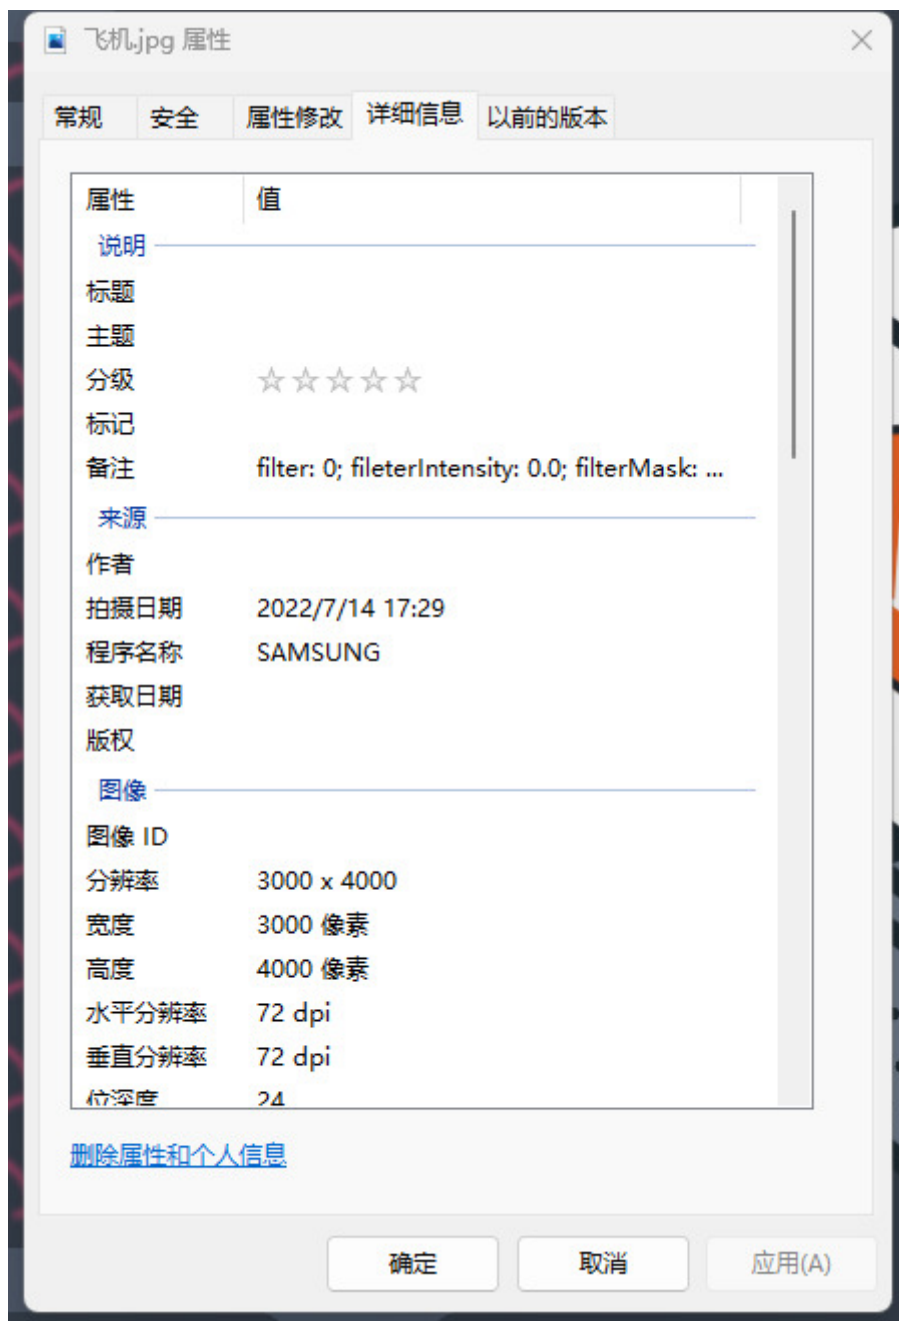 飞机.jpg 属性
常规 安全 属性修改 详细信息 以前的版本
属性 值
说明
标题
主题
分级 ☆☆☆☆☆
标记
备注 filter: 0; fileterIntensity: 0.0; filterMask: ...
来源
作者
拍摄日期 2022/7/14 17:29
程序名称 SAMSUNG
获取日期
版权
图像
图像 ID
分辨率 3000 x 4000
宽度 3000 像素
高度 4000 像素
水平分辨率 72 dpi
垂直分辨率 72 dpi
位深度 24
删除属性和个人信息
确定 取消 应用(A)